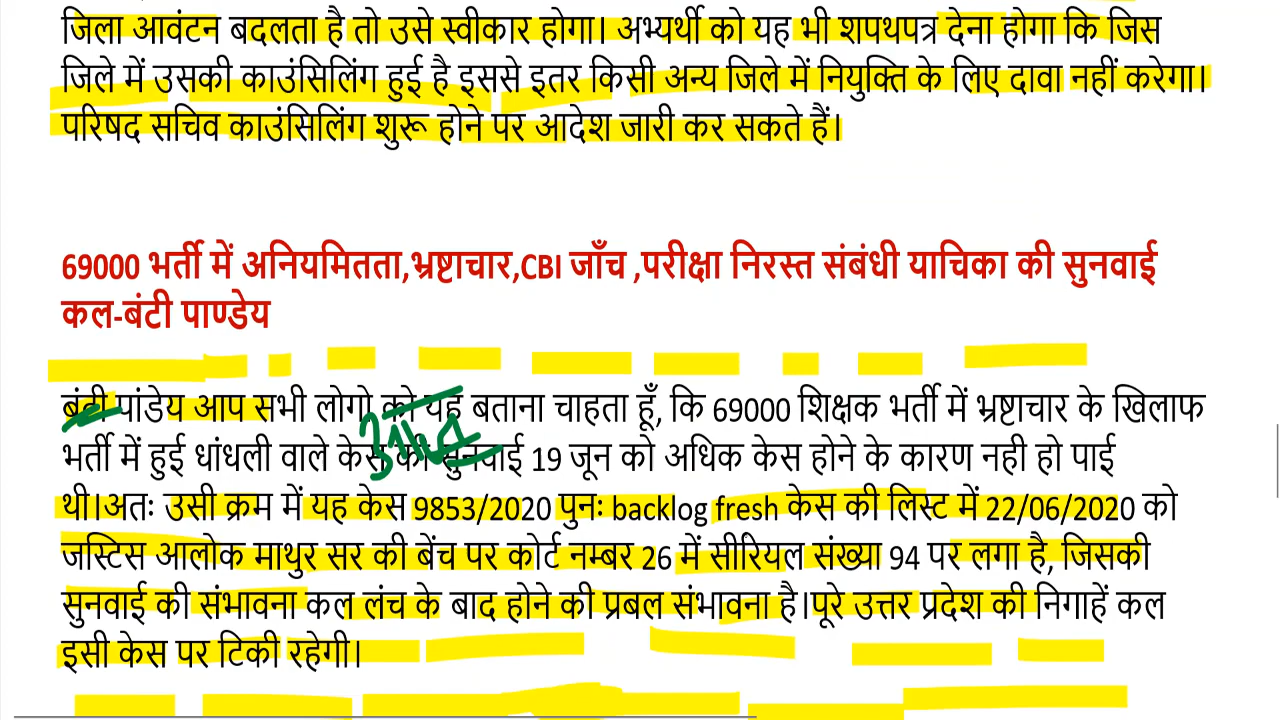 जिला आवंटन बदलता है तो उसे स्वीकार होगा। अभ्यर्थी को यह भी शपथपत्र देना होगा कि जिस
जिले में उसकी काउंसिलिंग हुई है इससे इतर किसी अन्य जिले में नियुक्ति के लिए दावा नहीं करेगा।
परिषद सचिव काउंसिलिंग शुरू होने पर आदेश जारी कर सकते हैं।
69000 भर्ती में अनियमितता,भ्रष्टाचार,CBI जाँच ,परीक्षा निरस्त संबंधी याचिका की सुनवाई
कल-बंटी पाण्डेय
बंटी पांडेय आप सभी लोगो को यह बताना चाहता हूँ, कि 69000 शिक्षक भर्ती में भ्रष्टाचार के खिलाफ
भर्ती में हुई धांधली वाले केस की सुनवाई 19 जून को अधिक केस होने के कारण नही हो पाई
थी।अतः उसी क्रम में यह केस 9853/2020 पुनः backlog fresh केस की लिस्ट में 22/06/2020 को
जस्टिस आलोक माथुर सर की बेंच पर कोर्ट नम्बर 26 में सीरियल संख्या 94 पर लगा है, जिसकी
सुनवाई की संभावना कल लंच के बाद होने की प्रबल संभावना है।पूरे उत्तर प्रदेश की निगाहें कल
इसी केस पर टिकी रहेगी।